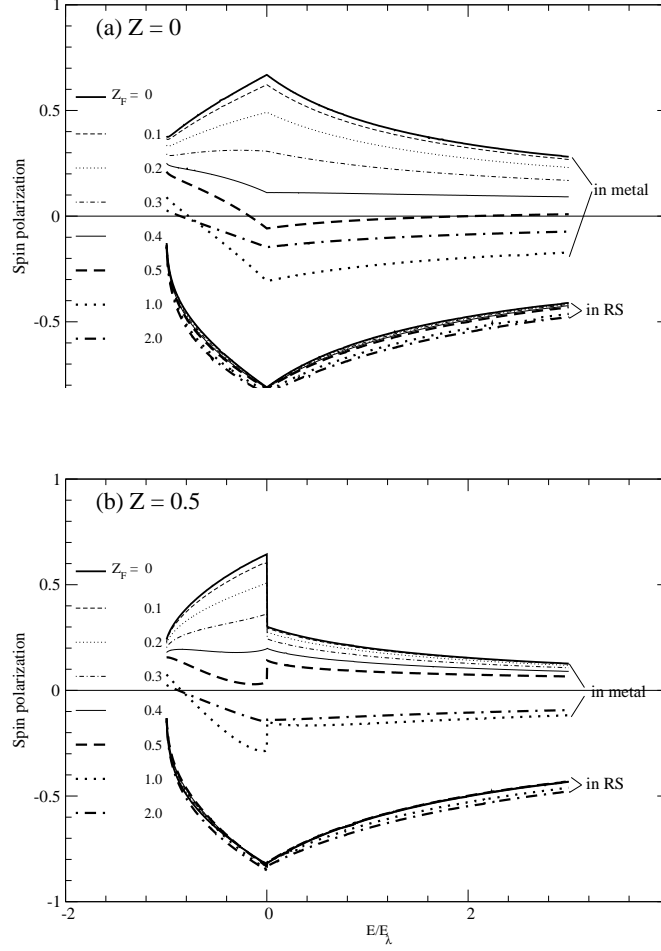 1
(a) Z = 0
Z_F = 0
0.5
0.1
0.2
in metal
0.3
0
0.4
Spin polarization
0.5
1.0
in RS
-0.5
2.0
1
(b) Z = 0.5
Z_F = 0
0.5
0.1
0.2
0.3
in metal
0
0.4
Spin polarization
0.5
1.0
in RS
-0.5
2.0
-1
-2
0
2
E/E_λ